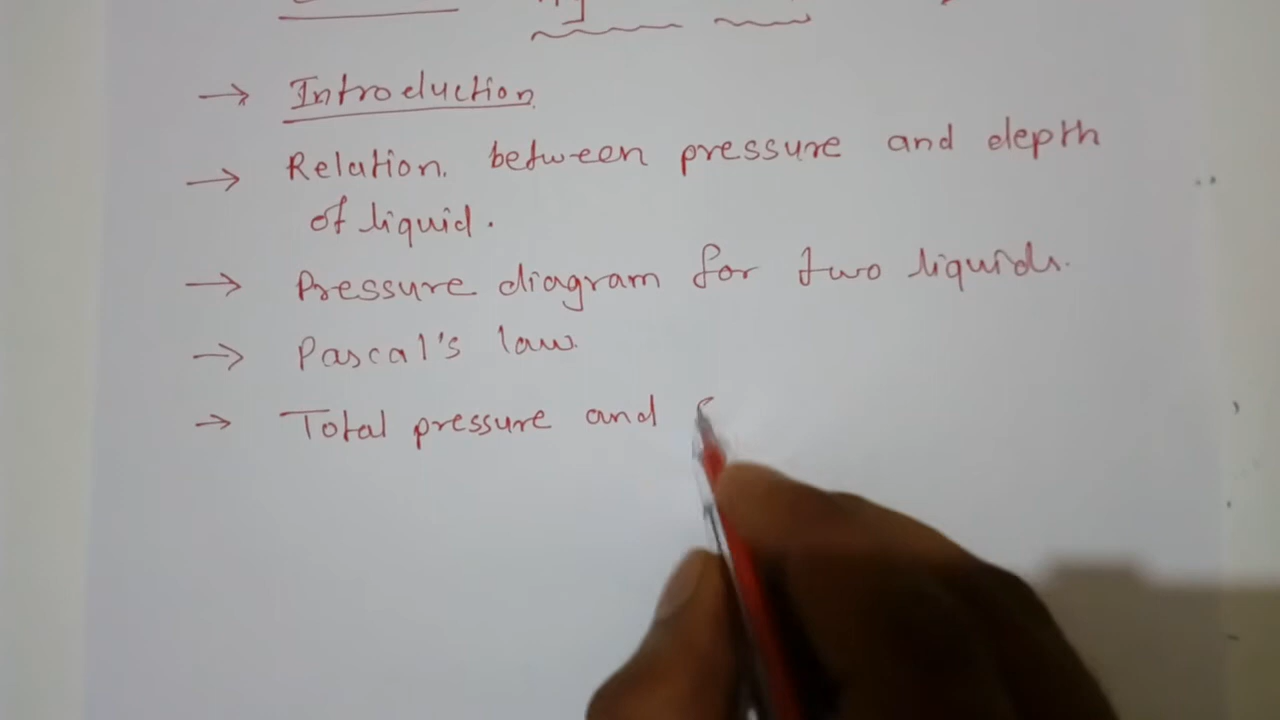 → Introduction
→ Relation. between pressure and depth
of liquid.
→ Pressure diagram for two liquids.
→ Pascal's law.
→ Total pressure and